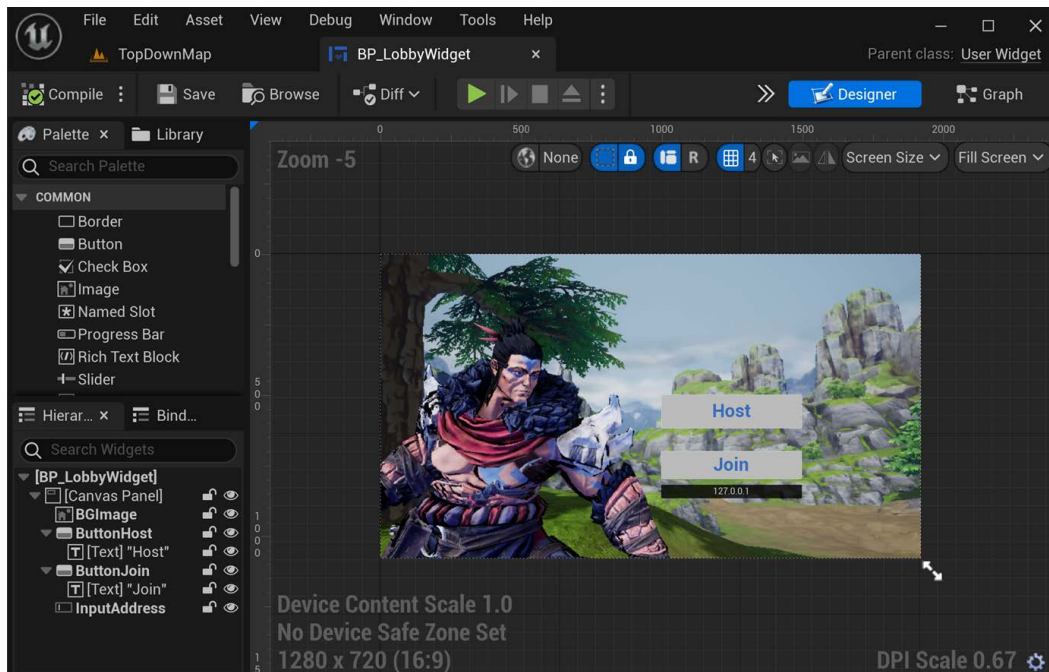 File Edit Asset View Debug Window Tools Help
TopDownMap
BP_LobbyWidget
Parent class: User Widget
Compile Save Browse Diff Designer Graph
Palette Library
Search Palette
COMMON
Border
Button
Check Box
Image
Named Slot
Progress Bar
Rich Text Block
Slider
Hierar... Bind...
Search Widgets
[BP_LobbyWidget]
[Canvas Panel]
BGImage
ButtonHost
[Text] "Host"
ButtonJoin
[Text] "Join"
InputAddress
0 500 1000 1500 2000
Zoom -5
None R 4 Screen Size Fill Screen
0
500
1000
15
Host
Join
127.0.0.1
Device Content Scale 1.0
No Device Safe Zone Set
1280 x 720 (16:9)
DPI Scale 0.67